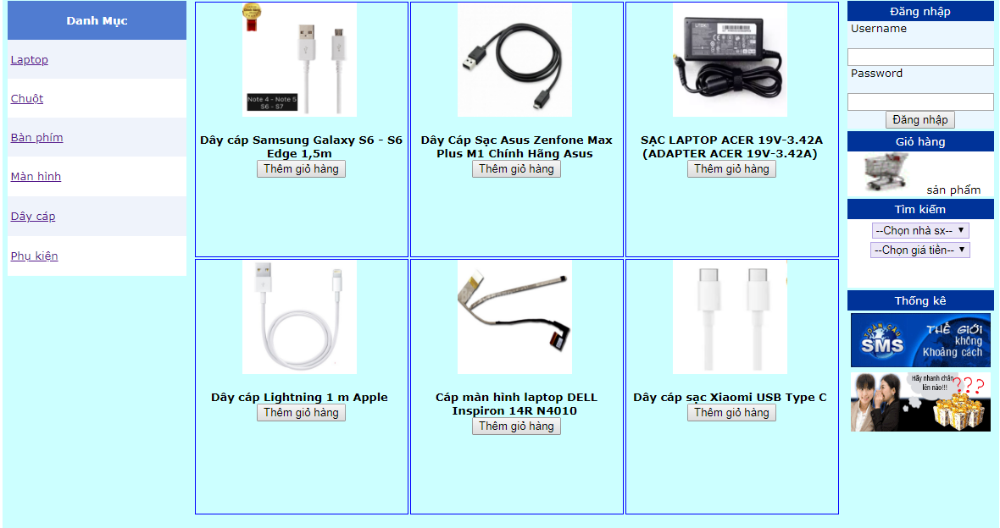 Danh Mục
Laptop
Chuột
Bàn phím
Màn hình
Dây cáp
Phụ kiện
Note 4 - Note 5
S6 - S7
Dây cáp Samsung Galaxy S6 - S6
Edge 1,5m
Thêm giỏ hàng
Dây Cáp Sạc Asus Zenfone Max
Plus M1 Chính Hãng Asus
Thêm giỏ hàng
LITEON
SẠC LAPTOP ACER 19V-3.42A
(ADAPTER ACER 19V-3.42A)
Thêm giỏ hàng
Dây cáp Lightning 1 m Apple
Thêm giỏ hàng
Cáp màn hình laptop DELL
Inspiron 14R N4010
Thêm giỏ hàng
Dây cáp sạc Xiaomi USB Type C
Thêm giỏ hàng
Đăng nhập
Username
Password
Đăng nhập
Giỏ hàng
sản phẩm
Tìm kiếm
--Chọn nhà sx--
--Chọn giá tiền--
Thống kê
TOÀN CẦU
SMS
THẾ GIỚI
không
Khoảng cách
Hãy nhanh chân
lên nào!!!
???